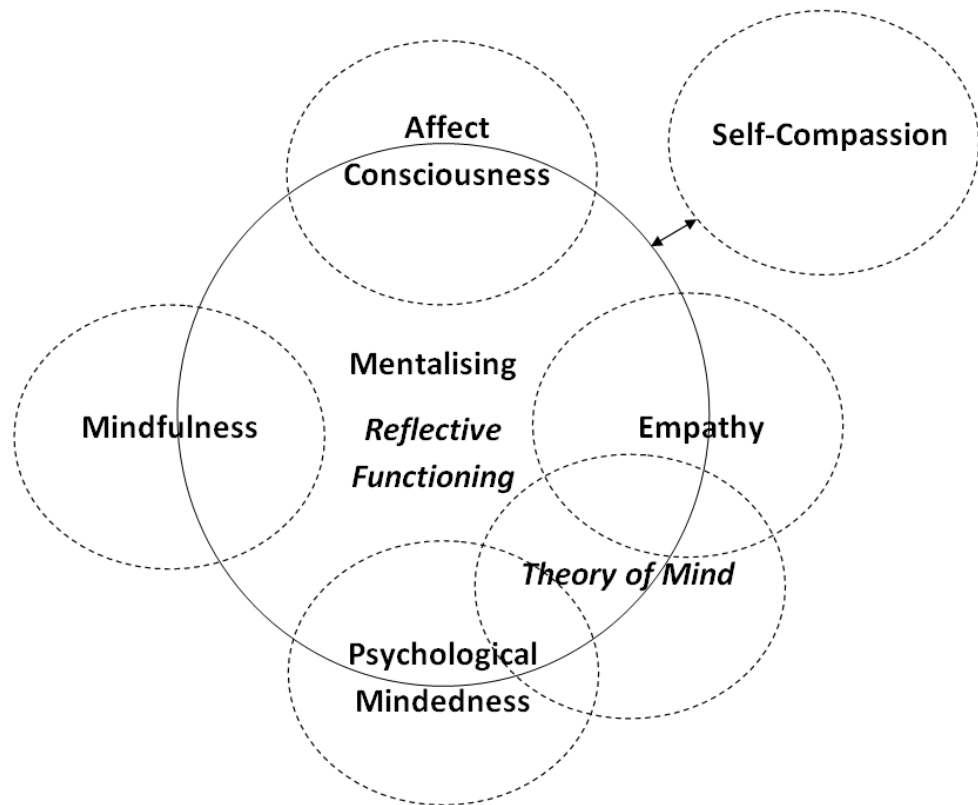 Affect
Consciousness
Self-Compassion
Mentalising
Mindfulness
Reflective
Functioning
Empathy
Theory of Mind
Psychological
Mindedness